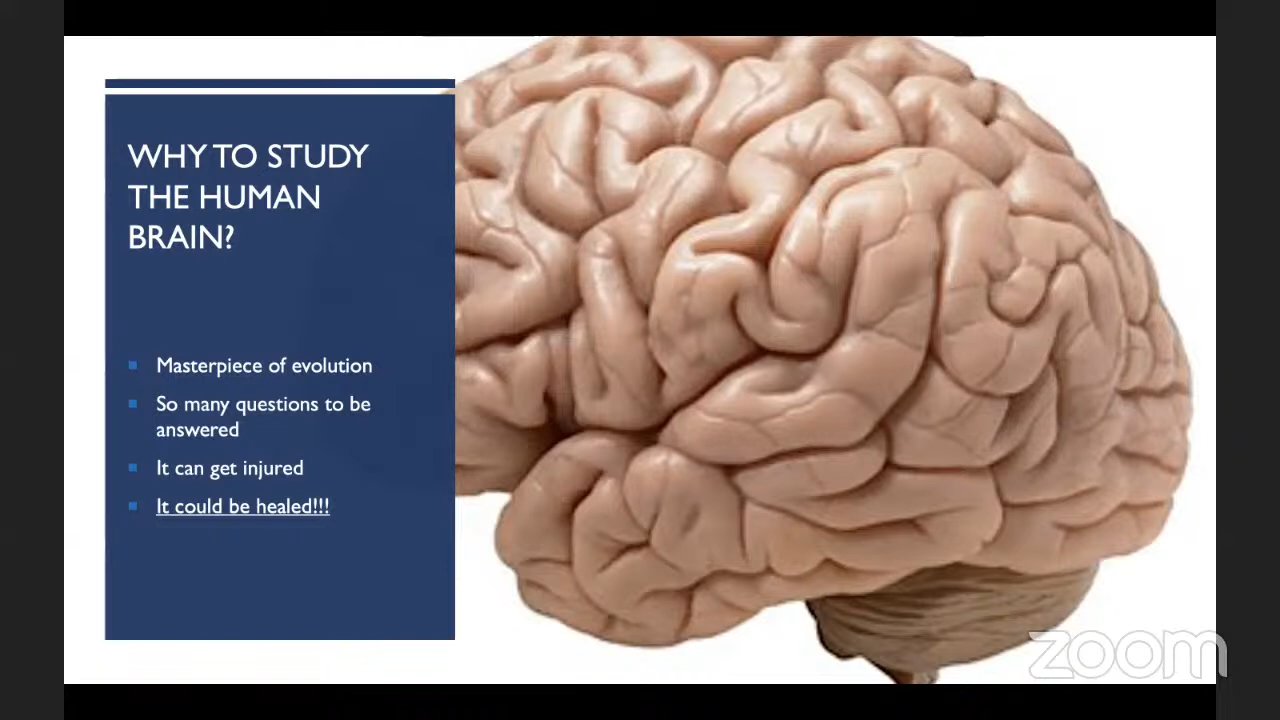 WHY TO STUDY
THE HUMAN
BRAIN?
Masterpiece of evolution
So many questions to be
answered
It can get injured
It could be healed!!!
zoom